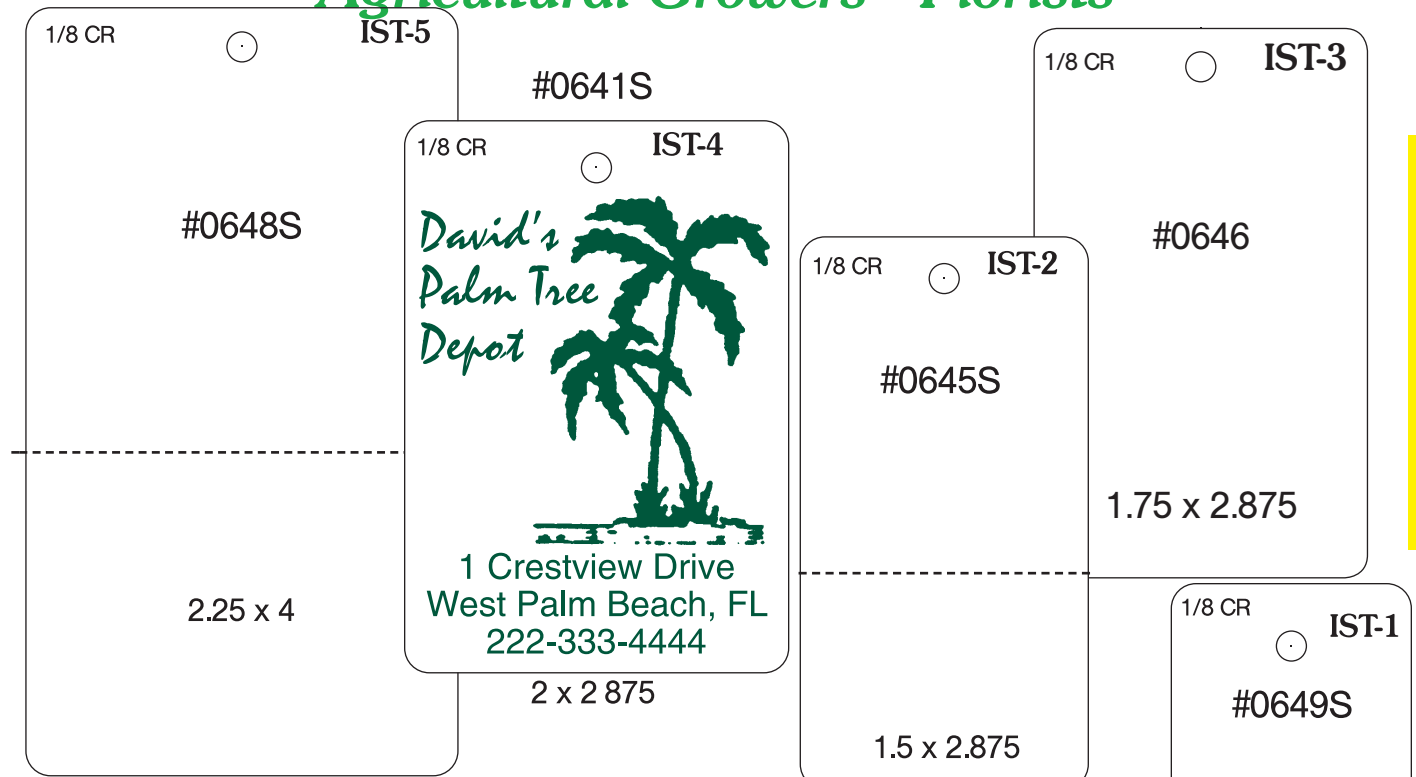 Agricultural Growers Florists
1/8 CR
IST-5
#0648S
2.25 x 4
#0641S
1/8 CR
IST-4
David's
Palm Tree
Depot
1 Crestview Drive
West Palm Beach, FL
222-333-4444
2 x 2 875
1/8 CR
IST-2
#0645S
1.5 x 2.875
1/8 CR
IST-3
#0646
1.75 x 2.875
1/8 CR
IST-1
#0649S